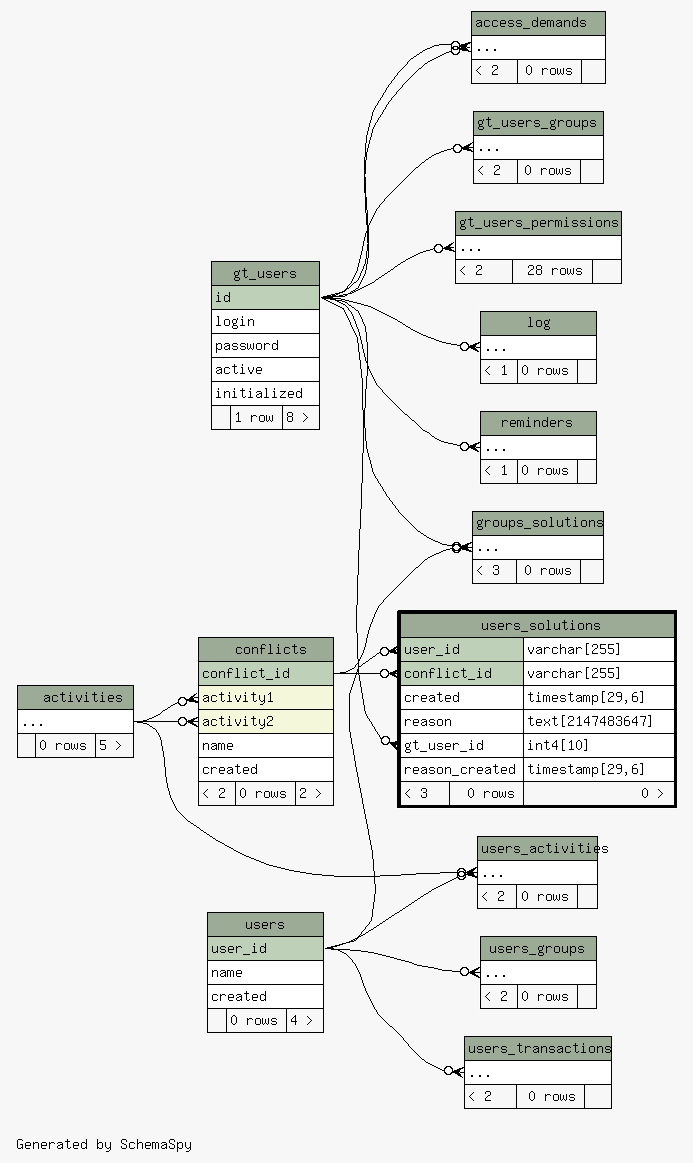 access_demands
...
< 2 0 rows
gt_users_groups
...
< 2 0 rows
gt_users_permissions
...
< 2 28 rows
gt_users
id
login
password
active
initialized
1 row 8 >
log
...
< 1 0 rows
reminders
...
< 1 0 rows
groups_solutions
...
< 3 0 rows
users_solutions
user_id varchar[255]
conflict_id varchar[255]
created timestamp[29,6]
reason text[2147483647]
gt_user_id int4[10]
reason_created timestamp[29,6]
< 3 0 rows 0 >
conflicts
conflict_id
activity1
activity2
name
created
< 2 0 rows 2 >
activities
...
0 rows 5 >
users_activities
...
< 2 0 rows
users
user_id
name
created
0 rows 4 >
users_groups
...
< 2 0 rows
users_transactions
...
< 2 0 rows
Generated by SchemaSpy